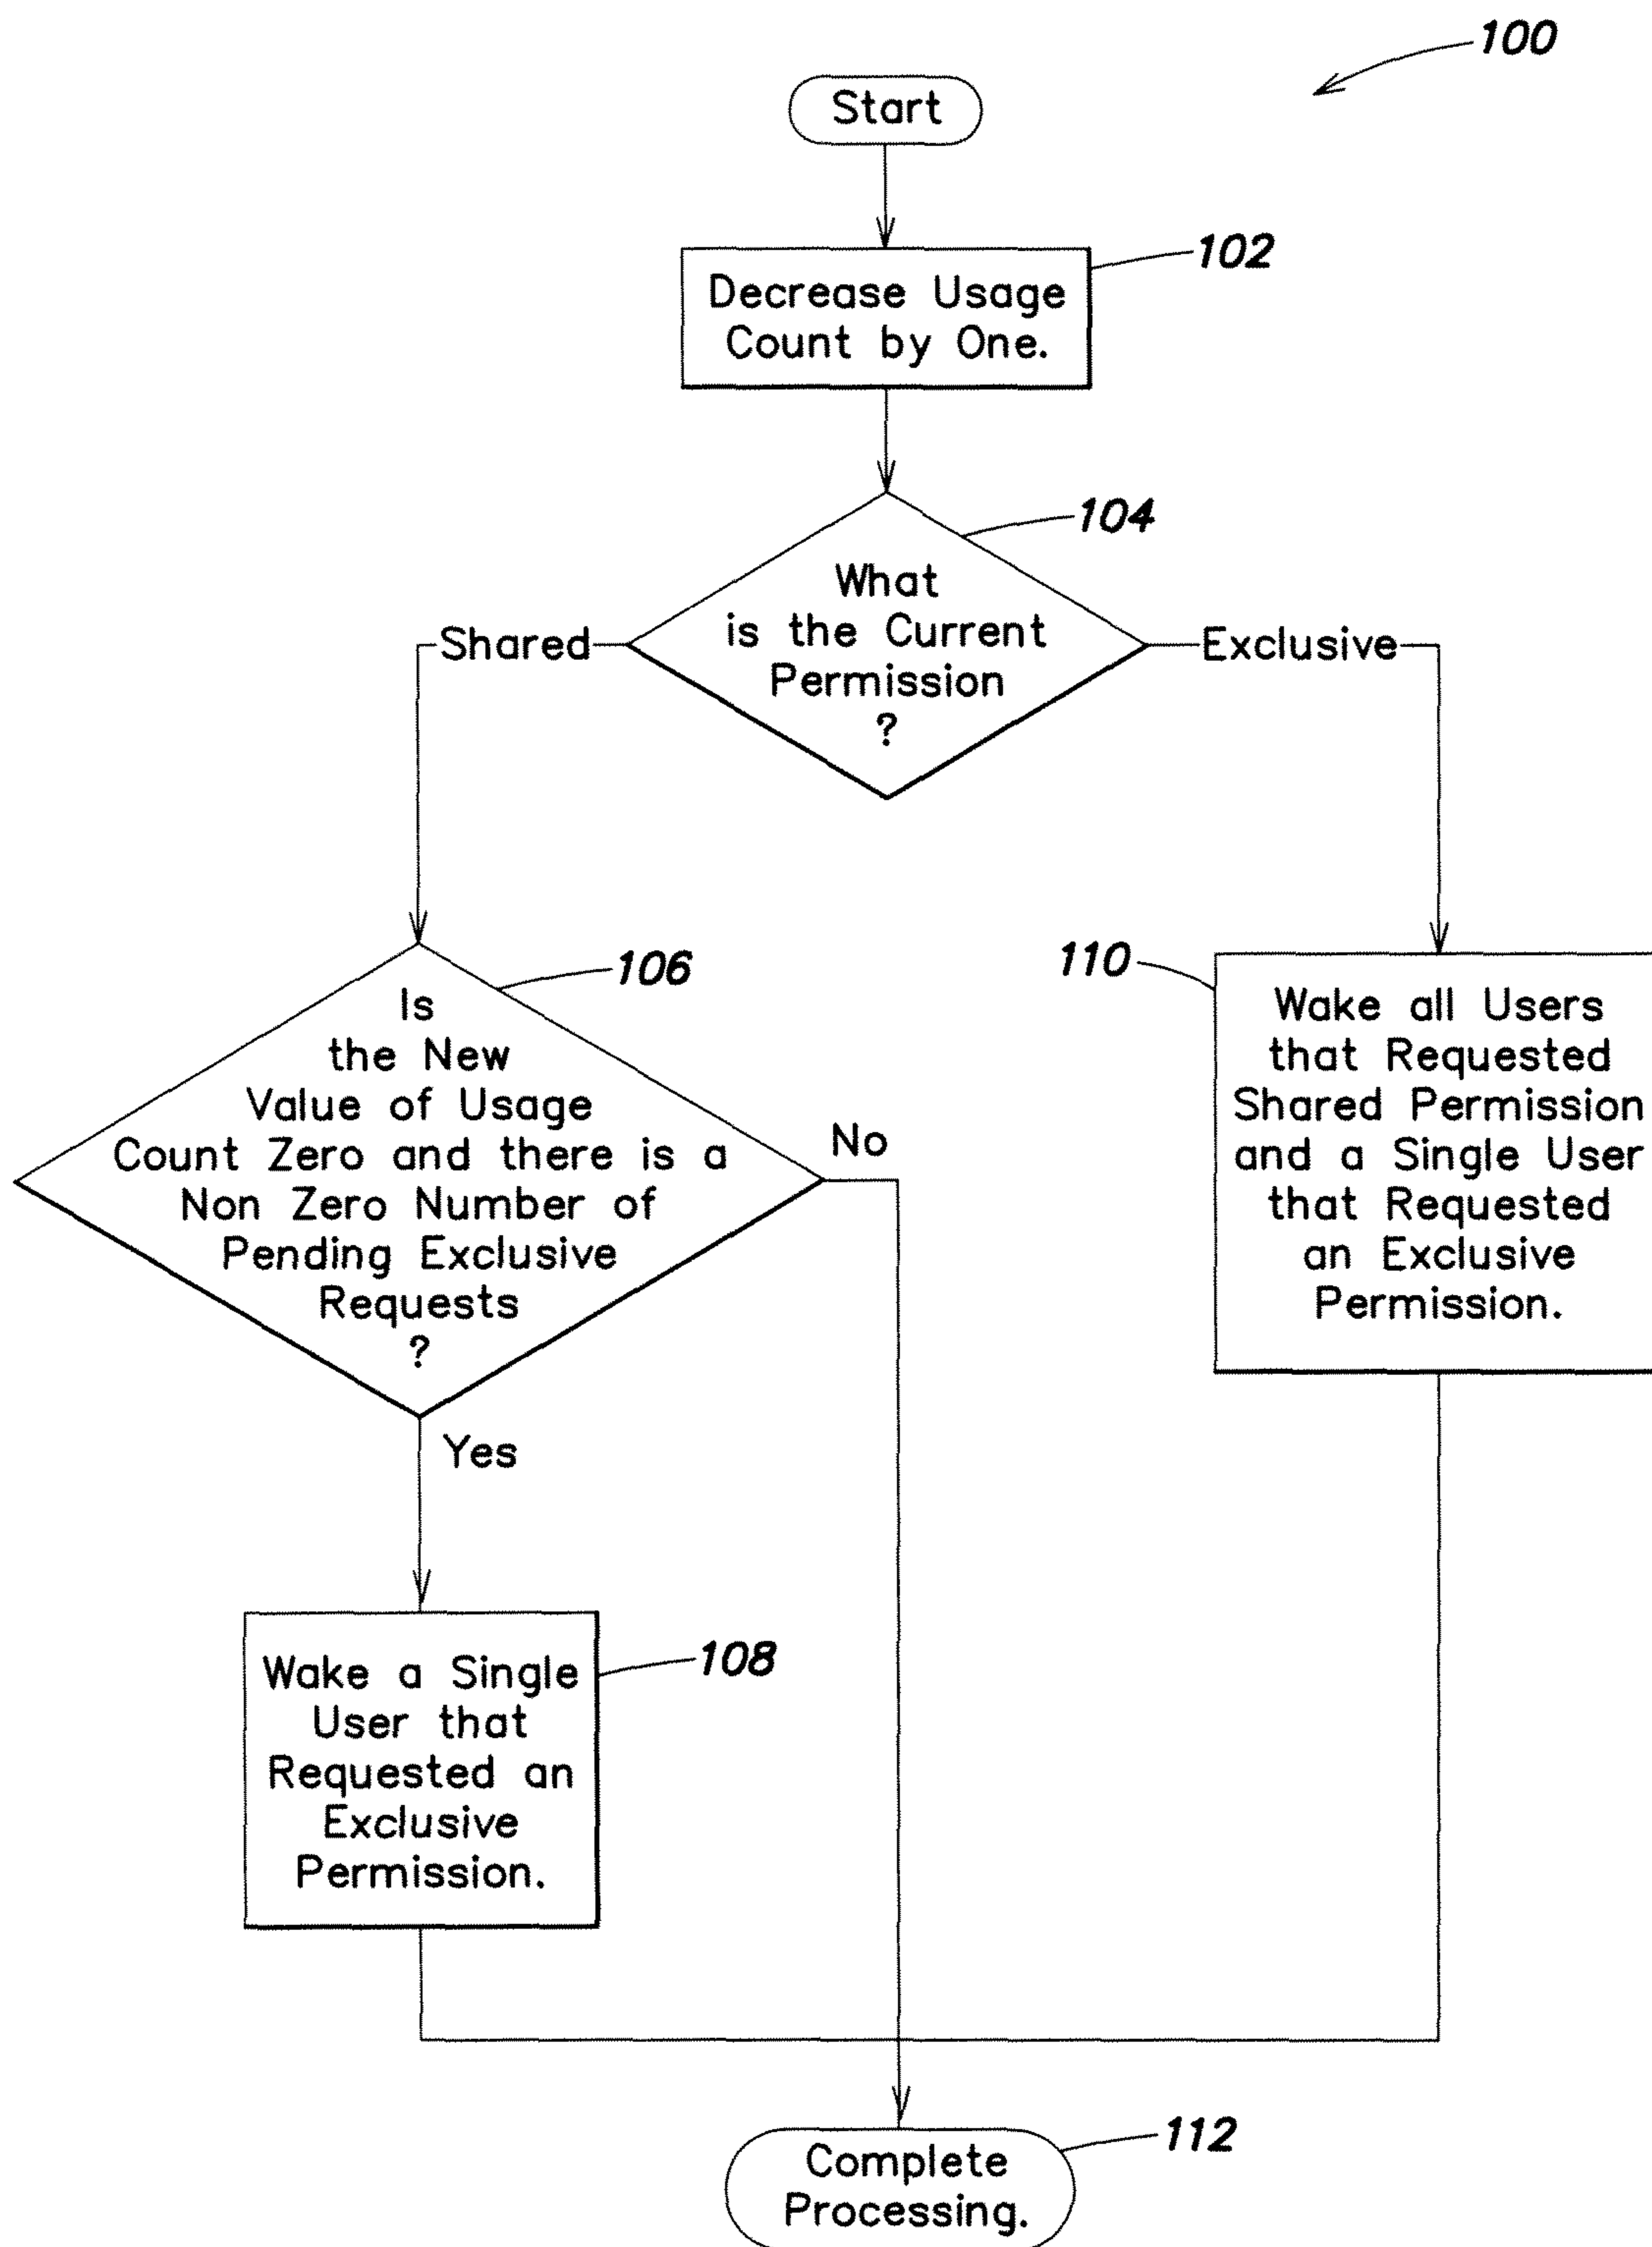 100
Start
102
Decrease Usage
Count by One.
104
What
is the Current
Permission
?
Shared
Exclusive
106
Is
the New
Value of Usage
Count Zero and there is a
Non Zero Number of
Pending Exclusive
Requests
?
No
Yes
110
Wake all Users
that Requested
Shared Permission
and a Single User
that Requested
an Exclusive
Permission.
108
Wake a Single
User that
Requested an
Exclusive
Permission.
112
Complete
Processing.